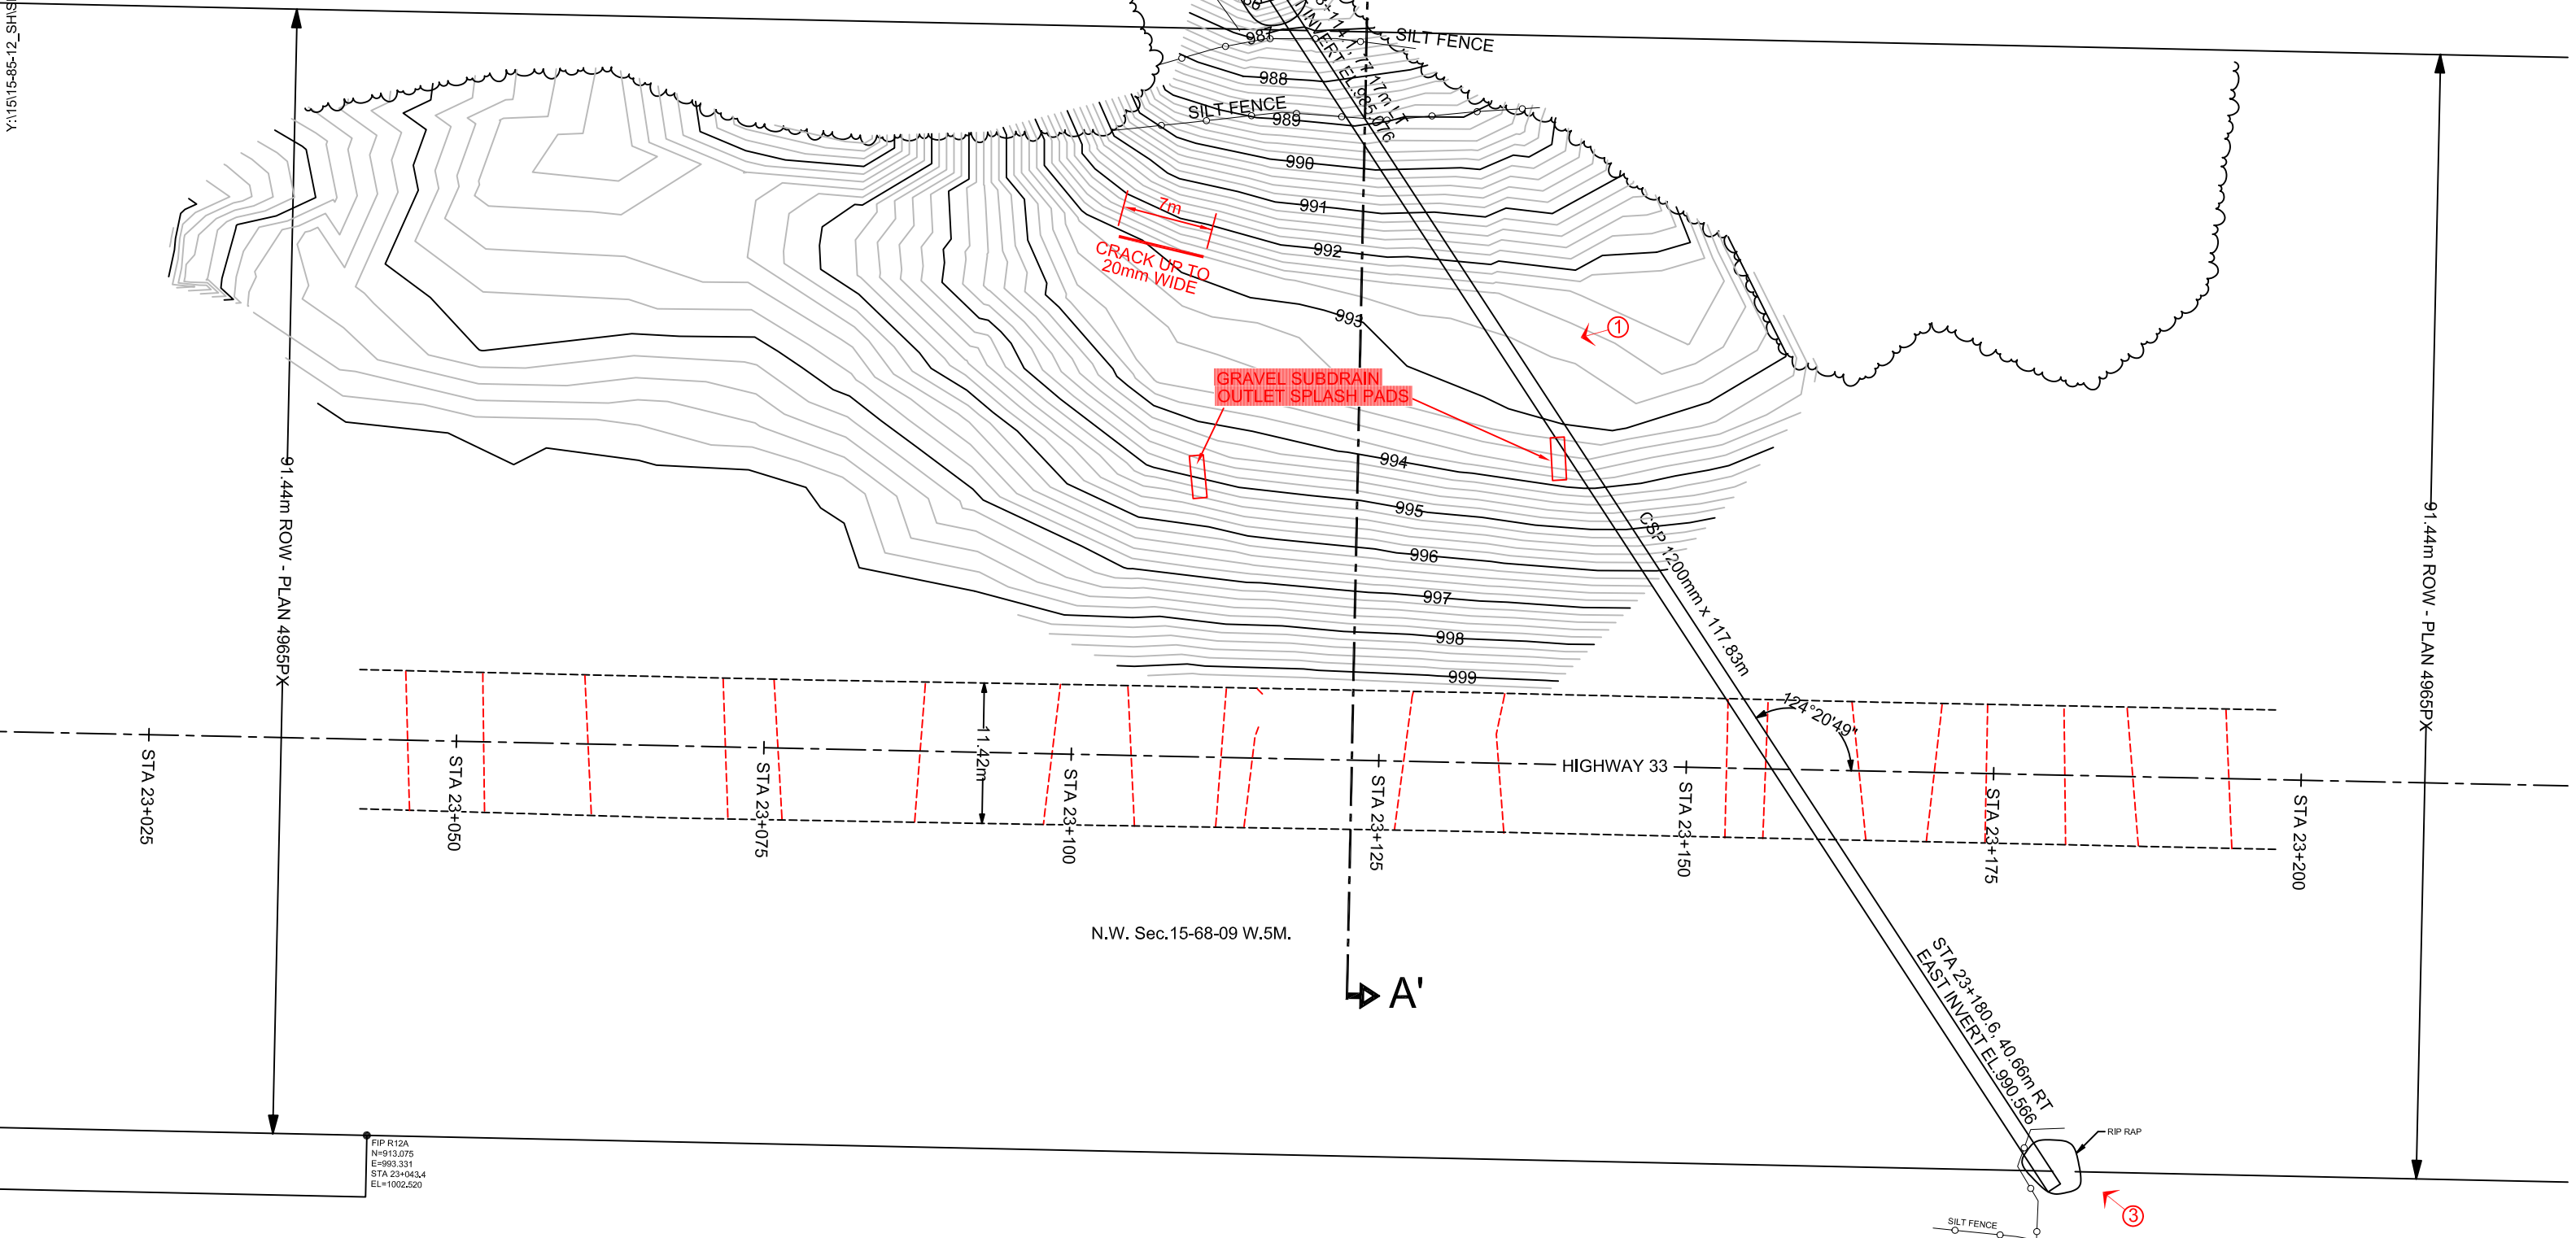 SILT FENCE
987
988
SILT FENCE
989
990
991
992
993
994
995
996
997
998
999
7m
CRACK UP TO
20mm WIDE
1
GRAVEL SUBDRAIN
OUTLET SPLASH PADS
CSP 1200mm x 117.83m
124°20'49"
91.44m ROW - PLAN 4965PX
91.44m ROW - PLAN 4965PX
11.42m
HIGHWAY 33
STA 23+025
STA 23+050
STA 23+075
STA 23+100
STA 23+125
STA 23+150
STA 23+175
STA 23+200
N.W. Sec.15-68-09 W.5M.
A'
STA 23+180.6, 40.66m RT
EAST INVERT EL.990.566
RIP RAP
FIP R12A
N=913.075
E=993.331
STA 23+043.4
EL=1002.520
3
SILT FENCE